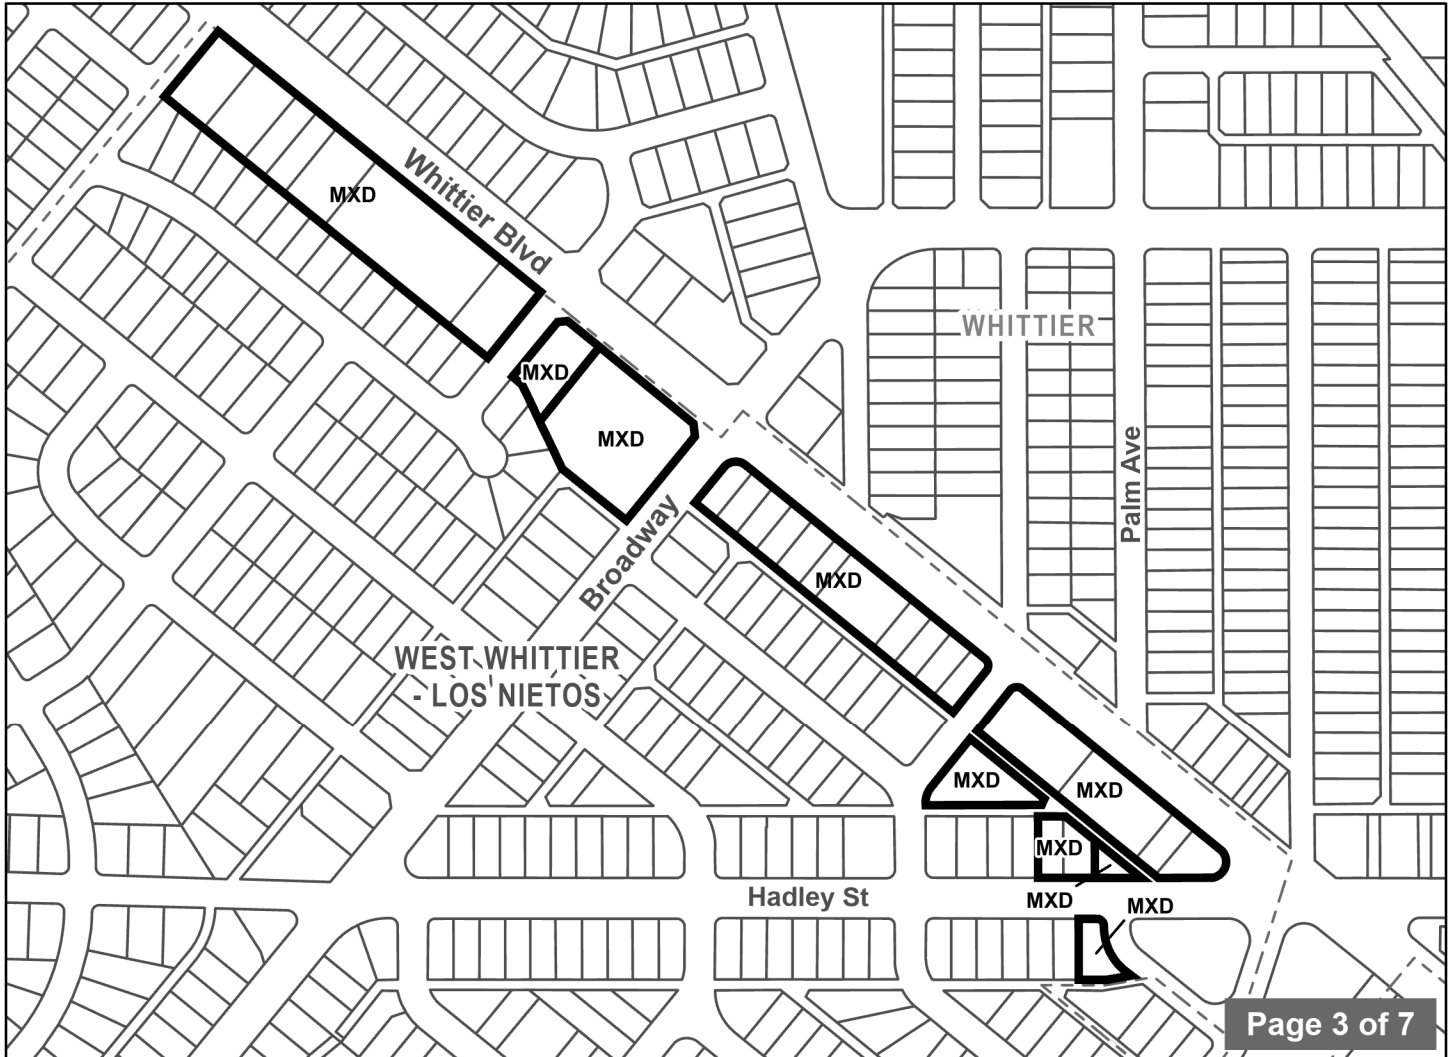 MXD
Whittier Blvd
WHITTIER
MXD
MXD
Palm Ave
Broadway
MXD
WEST WHITTIER
- LOS NIETOS
MXD
MXD
MXD
Hadley St
MXD
MXD
Page 3 of 7